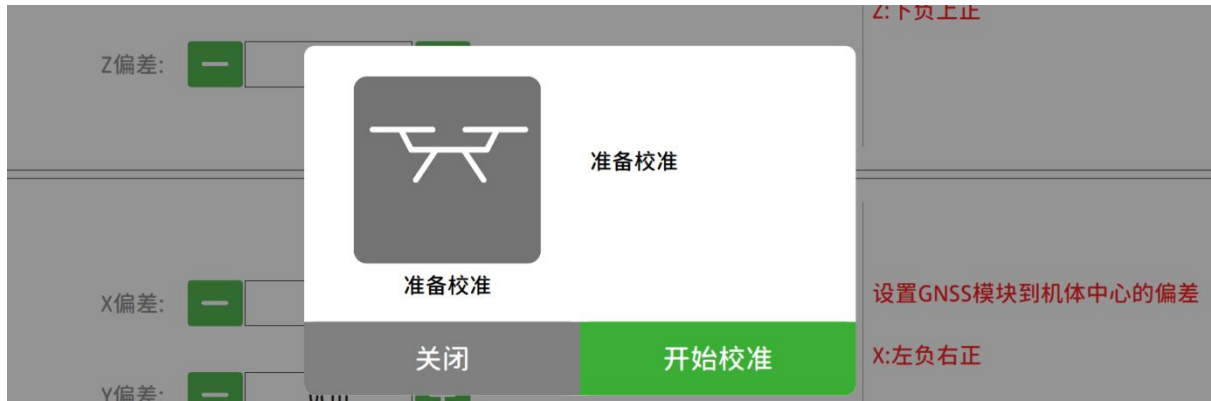 Z:下负上正
Z偏差:
准备校准
准备校准
X偏差:
设置GNSS模块到机体中心的偏差
关闭
开始校准
X:左负右正
Y偏差:
0cm